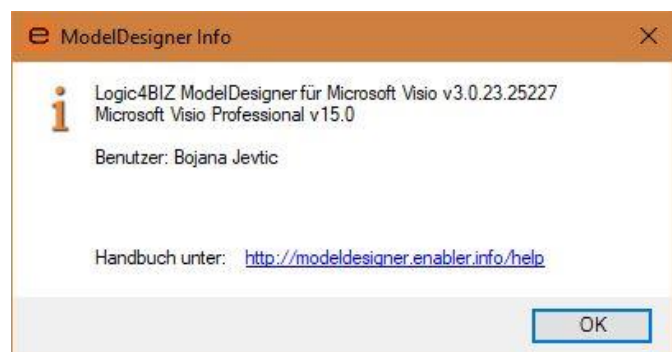 ModelDesigner Info
Logic4BIZ ModelDesigner für Microsoft Visio v3.0.23.25227
Microsoft Visio Professional v15.0
Benutzer: Bojana Jevtic
Handbuch unter: http://modeldesigner.enabler.info/help
OK